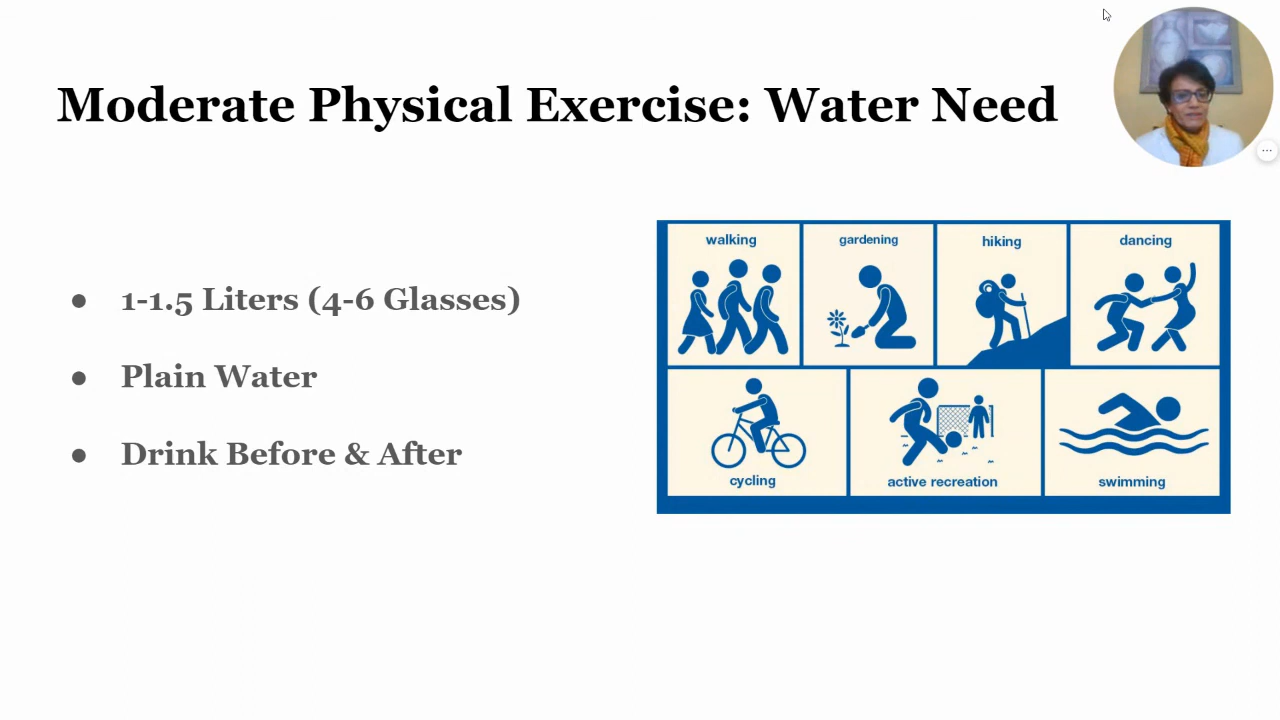 Moderate Physical Exercise: Water Need
● 1-1.5 Liters (4-6 Glasses)
● Plain Water
● Drink Before & After
walking
gardening
hiking
dancing
cycling
active recreation
swimming